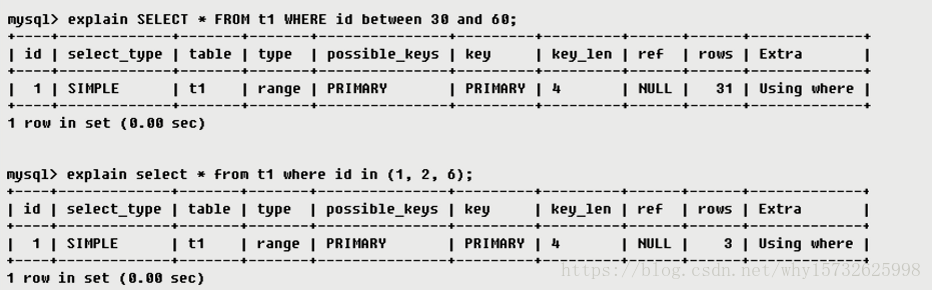 mysql> explain SELECT * FROM t1 WHERE id between 30 and 60;
+----+-------------+-------+-------+---------------+---------+---------+------+------+-------------+
| id | select_type | table | type | possible_keys | key | key_len | ref | rows | Extra |
+----+-------------+-------+-------+---------------+---------+---------+------+------+-------------+
| 1 | SIMPLE | t1 | range | PRIMARY | PRIMARY | 4 | NULL | 31 | Using where |
+----+-------------+-------+-------+---------------+---------+---------+------+------+-------------+
1 row in set (0.00 sec)
mysql> explain select * from t1 where id in (1, 2, 6);
+----+-------------+-------+-------+---------------+---------+---------+------+------+-------------+
| id | select_type | table | type | possible_keys | key | key_len | ref | rows | Extra |
+----+-------------+-------+-------+---------------+---------+---------+------+------+-------------+
| 1 | SIMPLE | t1 | range | PRIMARY | PRIMARY | 4 | NULL | 3 | Using where |
+----+-------------+-------+-------+---------------+---------+---------+------+------+-------------+
https://blog.csdn.net/why15732625998
1 row in set (0.00 sec)